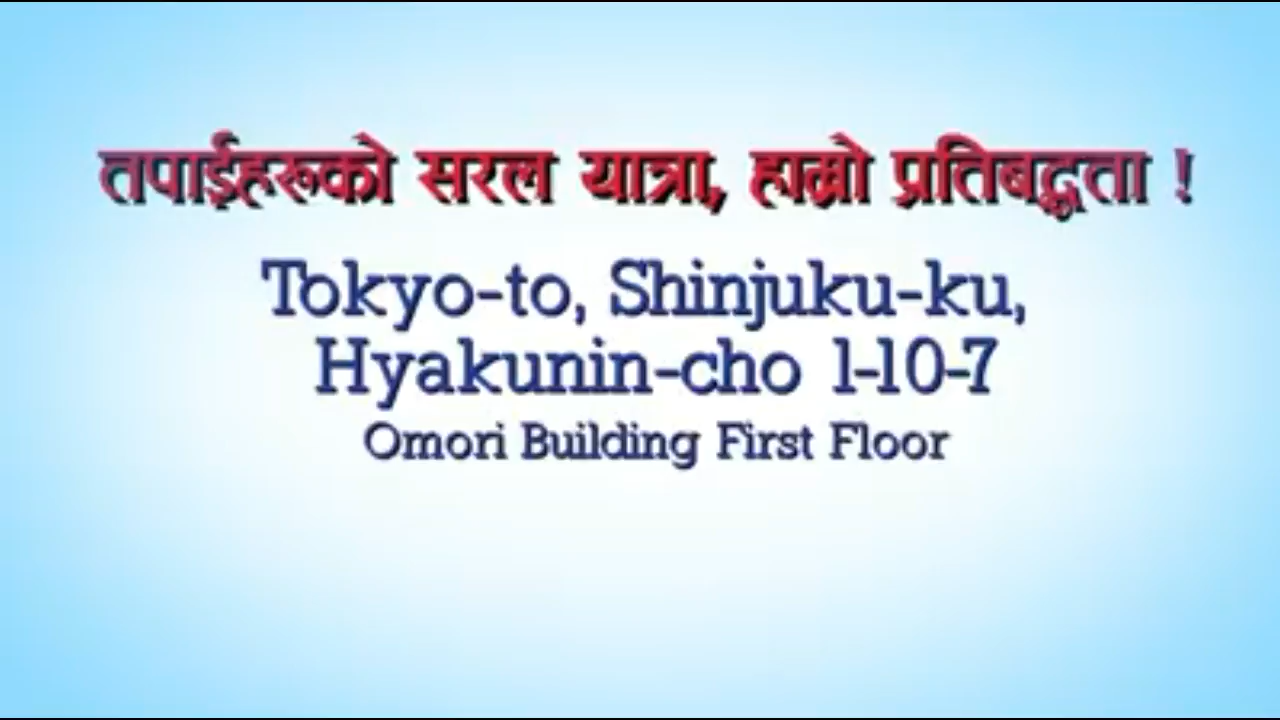 तपाईहरूको सरल यात्रा, हाम्रो प्रतिबद्धता !
Tokyo-to, Shinjuku-ku,
Hyakunin-cho 1-10-7
Omori Building First Floor